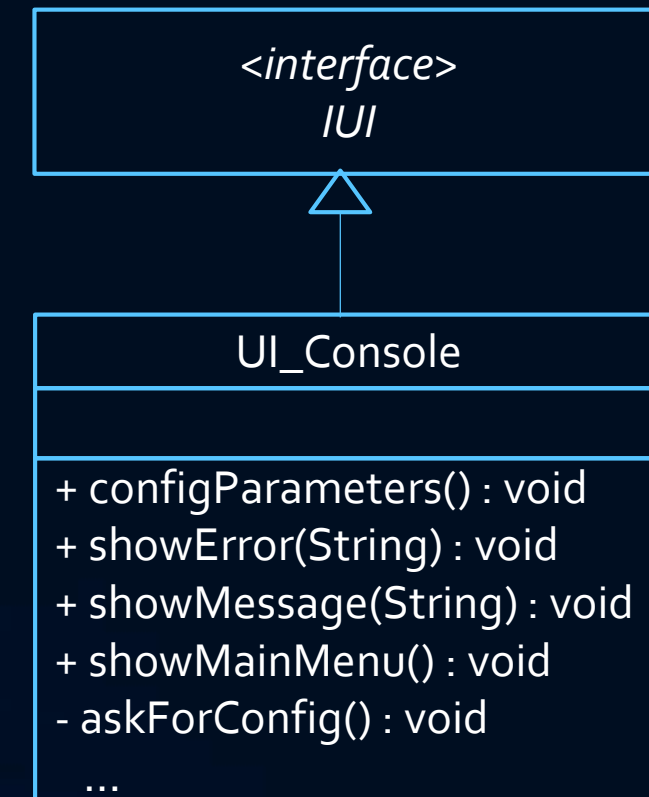 <interface>
IUI
UI_Console
+ configParameters() : void
+ showError(String) : void
+ showMessage(String) : void
+ showMainMenu() : void
- askForConfig() : void
...